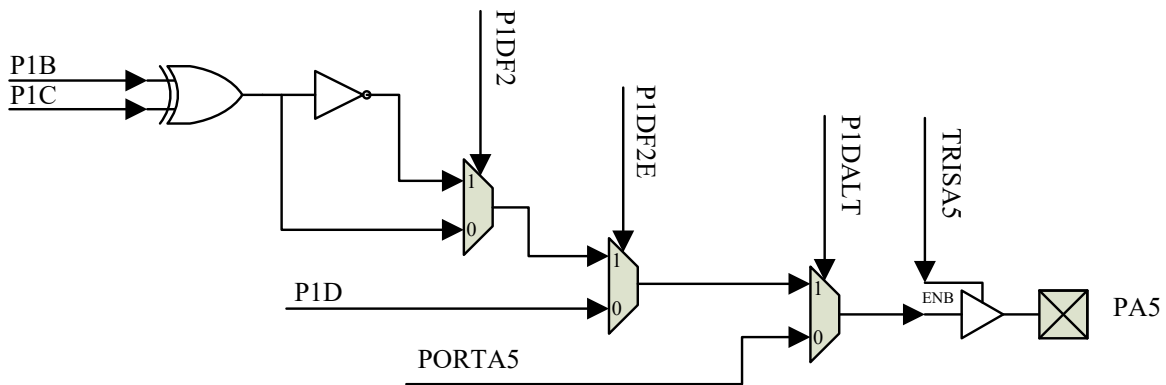 P1B
P1C
P1DF2
P1DF2E
P1DALT
TRISA5
1
0
1
0
P1D
1
0
ENB
PA5
PORTA5